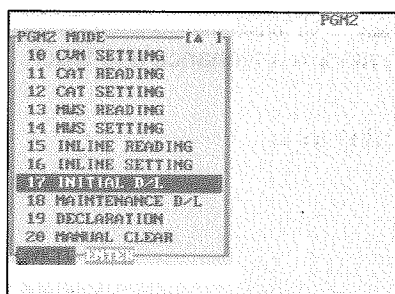 PGM2
PGM2 MODE [▲ ]
10 CVM SETTING
11 CAT READING
12 CAT SETTING
13 MWS READING
14 MWS SETTING
15 INLINE READING
16 INLINE SETTING
17 INITIAL D/L
18 MAINTENANCE D/L
19 DECLARATION
20 MANUAL CLEAR
ENTER